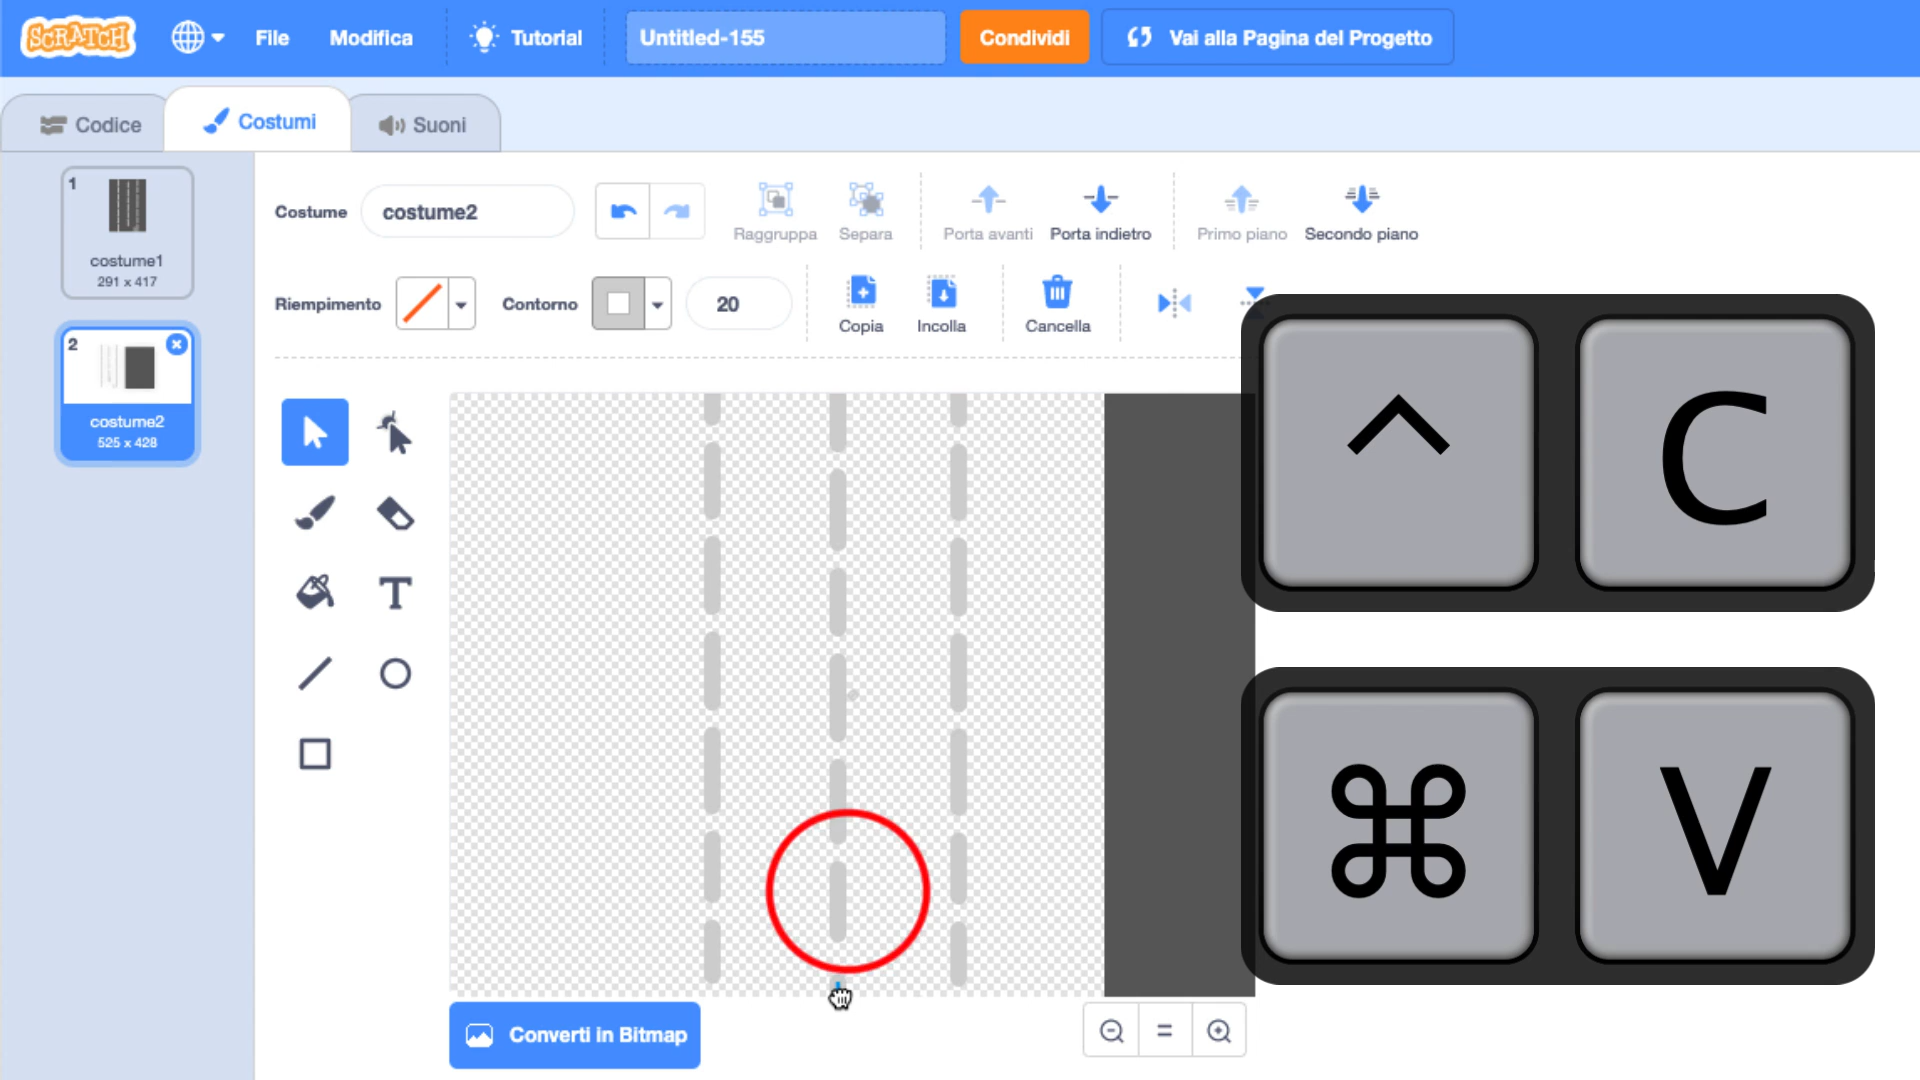 SCRATCH
File
Modifica
Tutorial
Untitled-155
Condividi
Vai alla Pagina del Progetto
Codice
Costumi
Suoni
1
costume1
291 x 417
2
costume2
525 x 428
Costume
costume2
Raggruppa
Separa
Porta avanti
Porta indietro
Primo piano
Secondo piano
Riempimento
Contorno
20
Copia
Incolla
Cancella
T
^
C
⌘
V
Converti in Bitmap
=